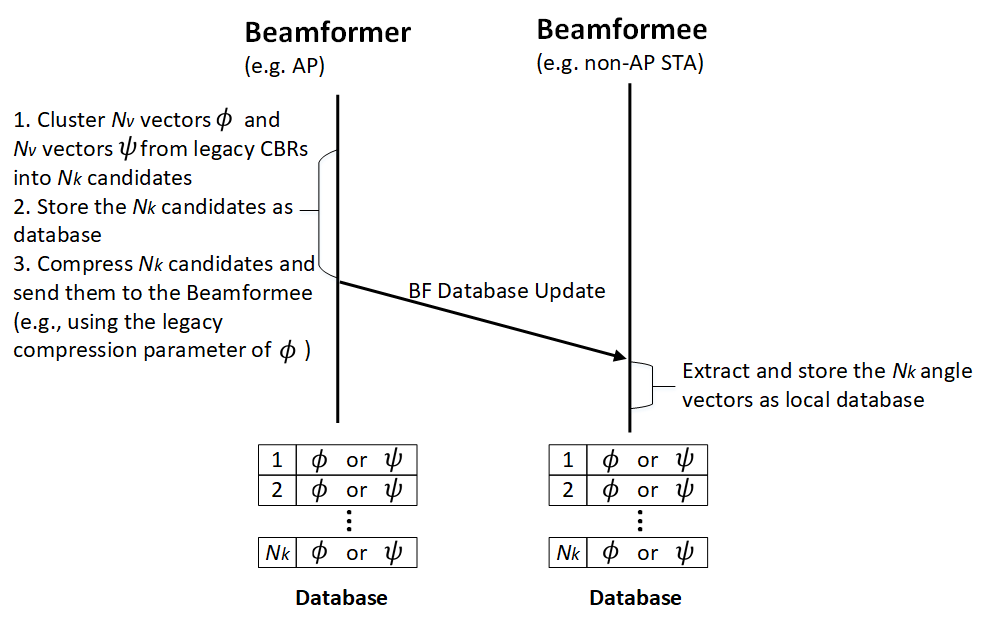 Beamformer
(e.g. AP)
Beamformee
(e.g. non-AP STA)
1. Cluster Nv vectors ϕ and
Nv vectors ψ from legacy CBRs
into Nk candidates
2. Store the Nk candidates as
database
3. Compress Nk candidates and
send them to the Beamformee
(e.g., using the legacy
compression parameter of ϕ )
BF Database Update
Extract and store the Nk angle
vectors as local database
1 ϕ or ψ
2 ϕ or ψ
⋮
Nk ϕ or ψ
Database
1 ϕ or ψ
2 ϕ or ψ
⋮
Nk ϕ or ψ
Database